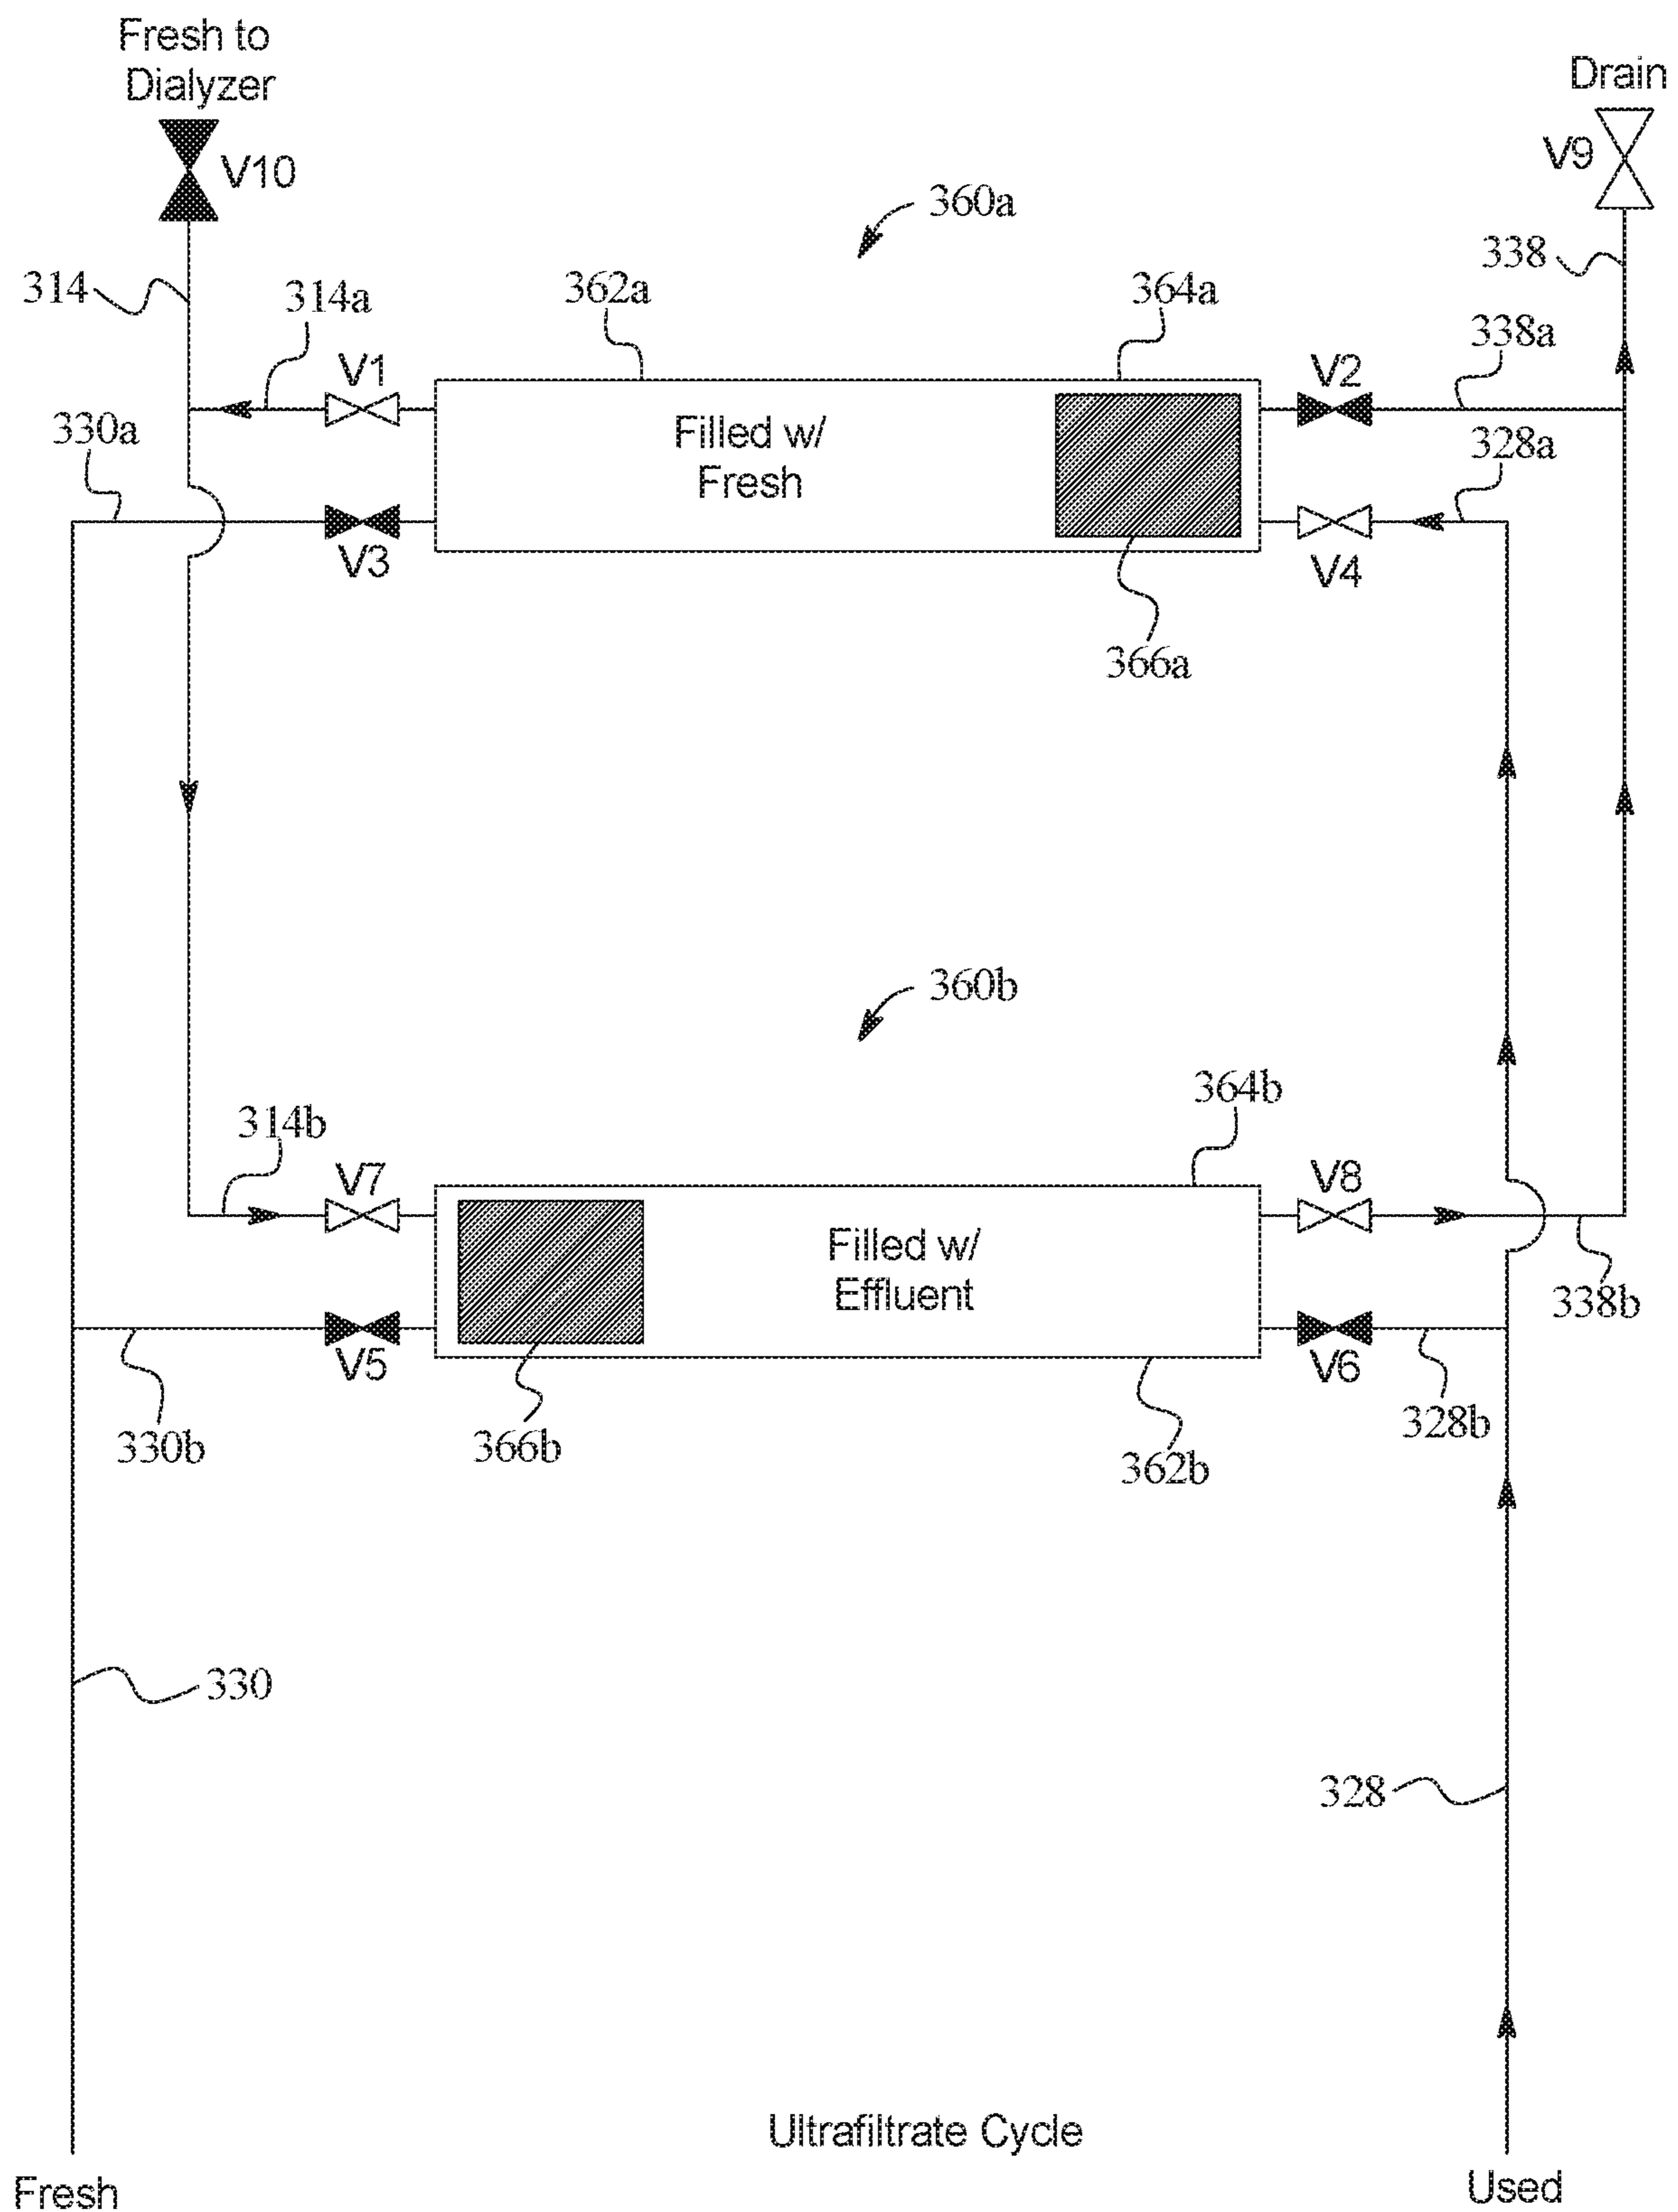 Fresh to
Dialyzer
Drain
V10
V9
360a
338
314
314a
362a
364a
338a
V1
V2
330a
Filled w/
Fresh
328a
V3
V4
366a
360b
364b
314b
V7
V8
Filled w/
Effluent
338b
V5
V6
330b
366b
328b
362b
330
328
Ultrafiltrate Cycle
Fresh
Used